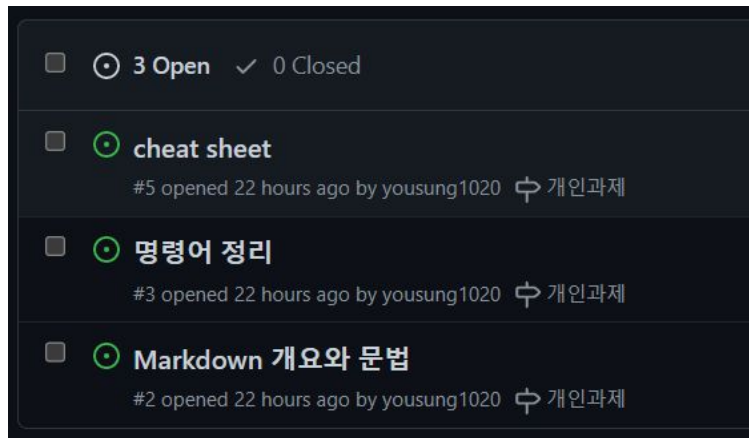 3 Open 0 Closed
cheat sheet
#5 opened 22 hours ago by yousung1020 개인과제
명령어 정리
#3 opened 22 hours ago by yousung1020 개인과제
Markdown 개요와 문법
#2 opened 22 hours ago by yousung1020 개인과제